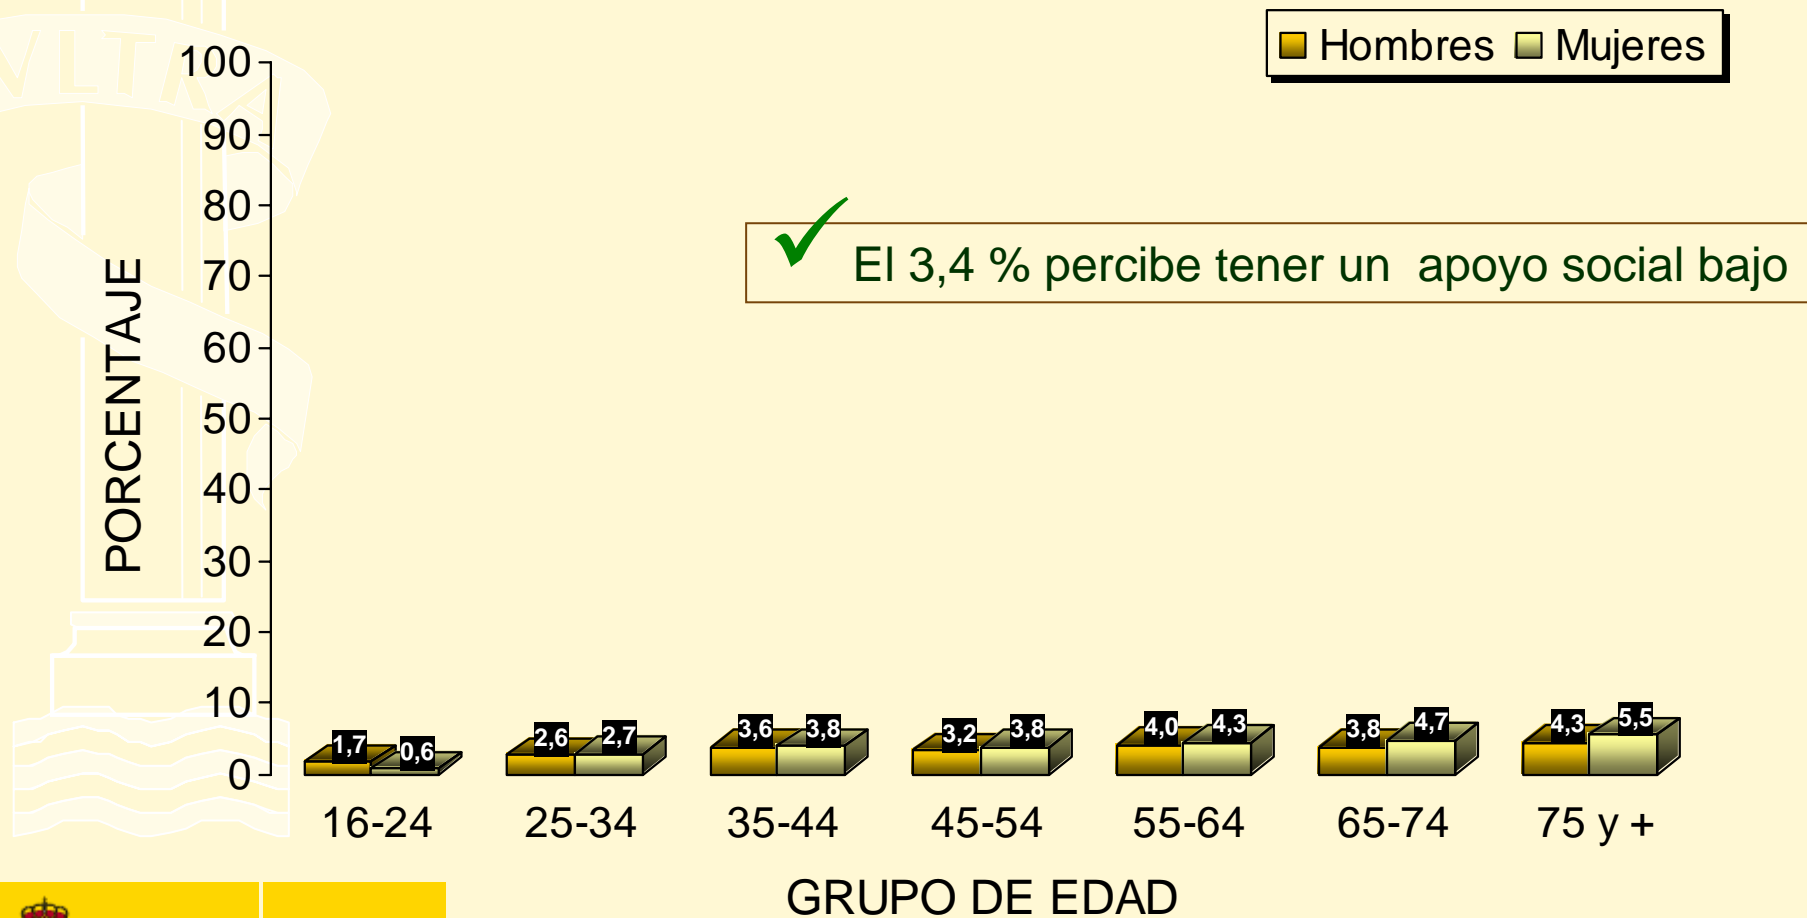 Hombres Mujeres
100
90
80
70
60
50
40
30
20
10
0
PORCENTAJE
El 3,4 % percibe tener un apoyo social bajo
1,7 0,6 2,6 2,7 3,6 3,8 3,2 3,8 4,0 4,3 3,8 4,7 4,3 5,5
16-24 25-34 35-44 45-54 55-64 65-74 75 y +
GRUPO DE EDAD
VLTRA